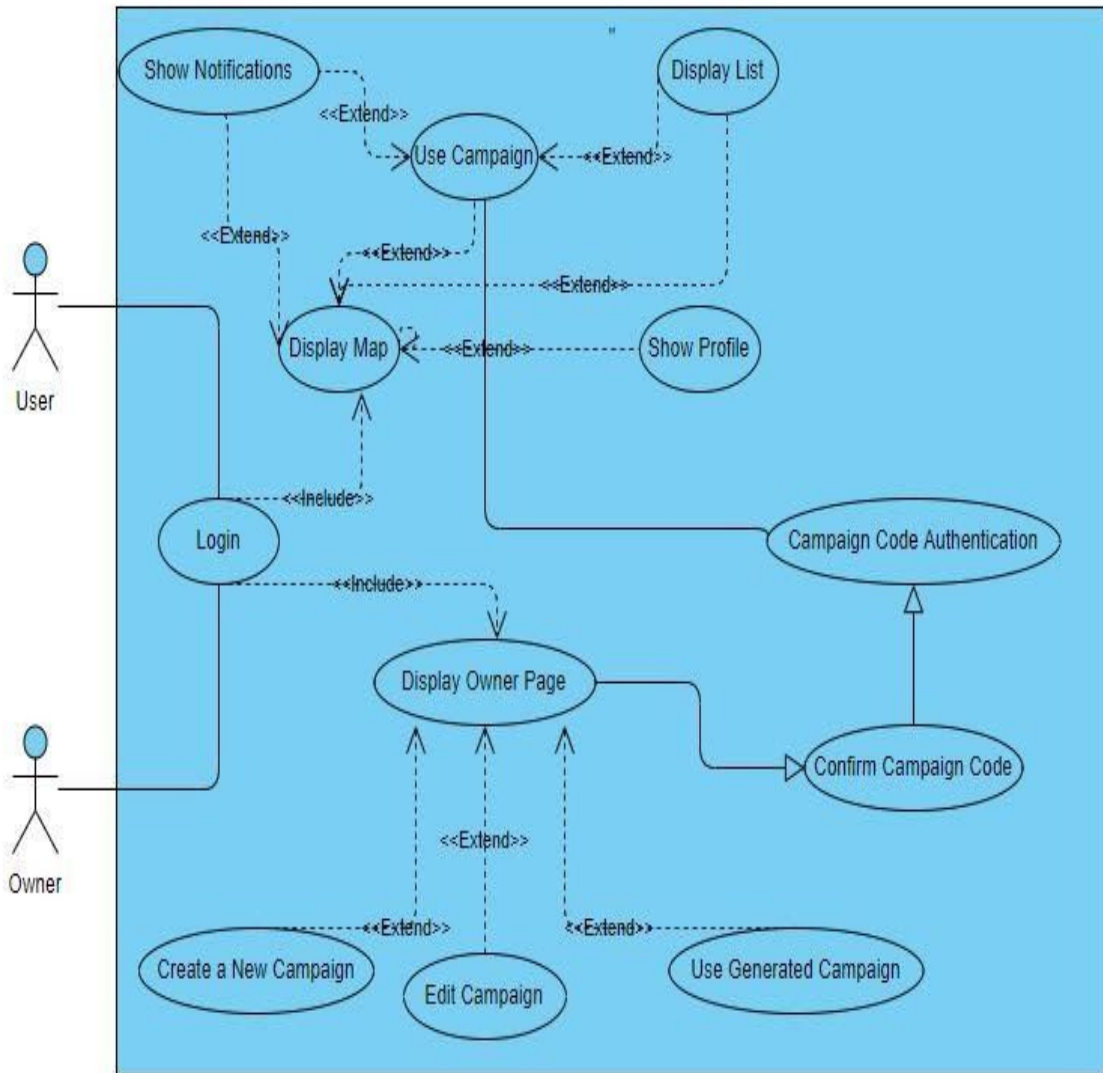 "
Show Notifications
Display List
<<Extend>>
Use Campaign
<<Extend>>
<<Extend>>
<<Extend>>
<<Extend>>
Display Map
<<Extend>>
Show Profile
User
<<Include>>
Login
Campaign Code Authentication
<<Include>>
Display Owner Page
Confirm Campaign Code
<<Extend>>
Owner
<<Extend>>
<<Extend>>
Create a New Campaign
Use Generated Campaign
Edit Campaign